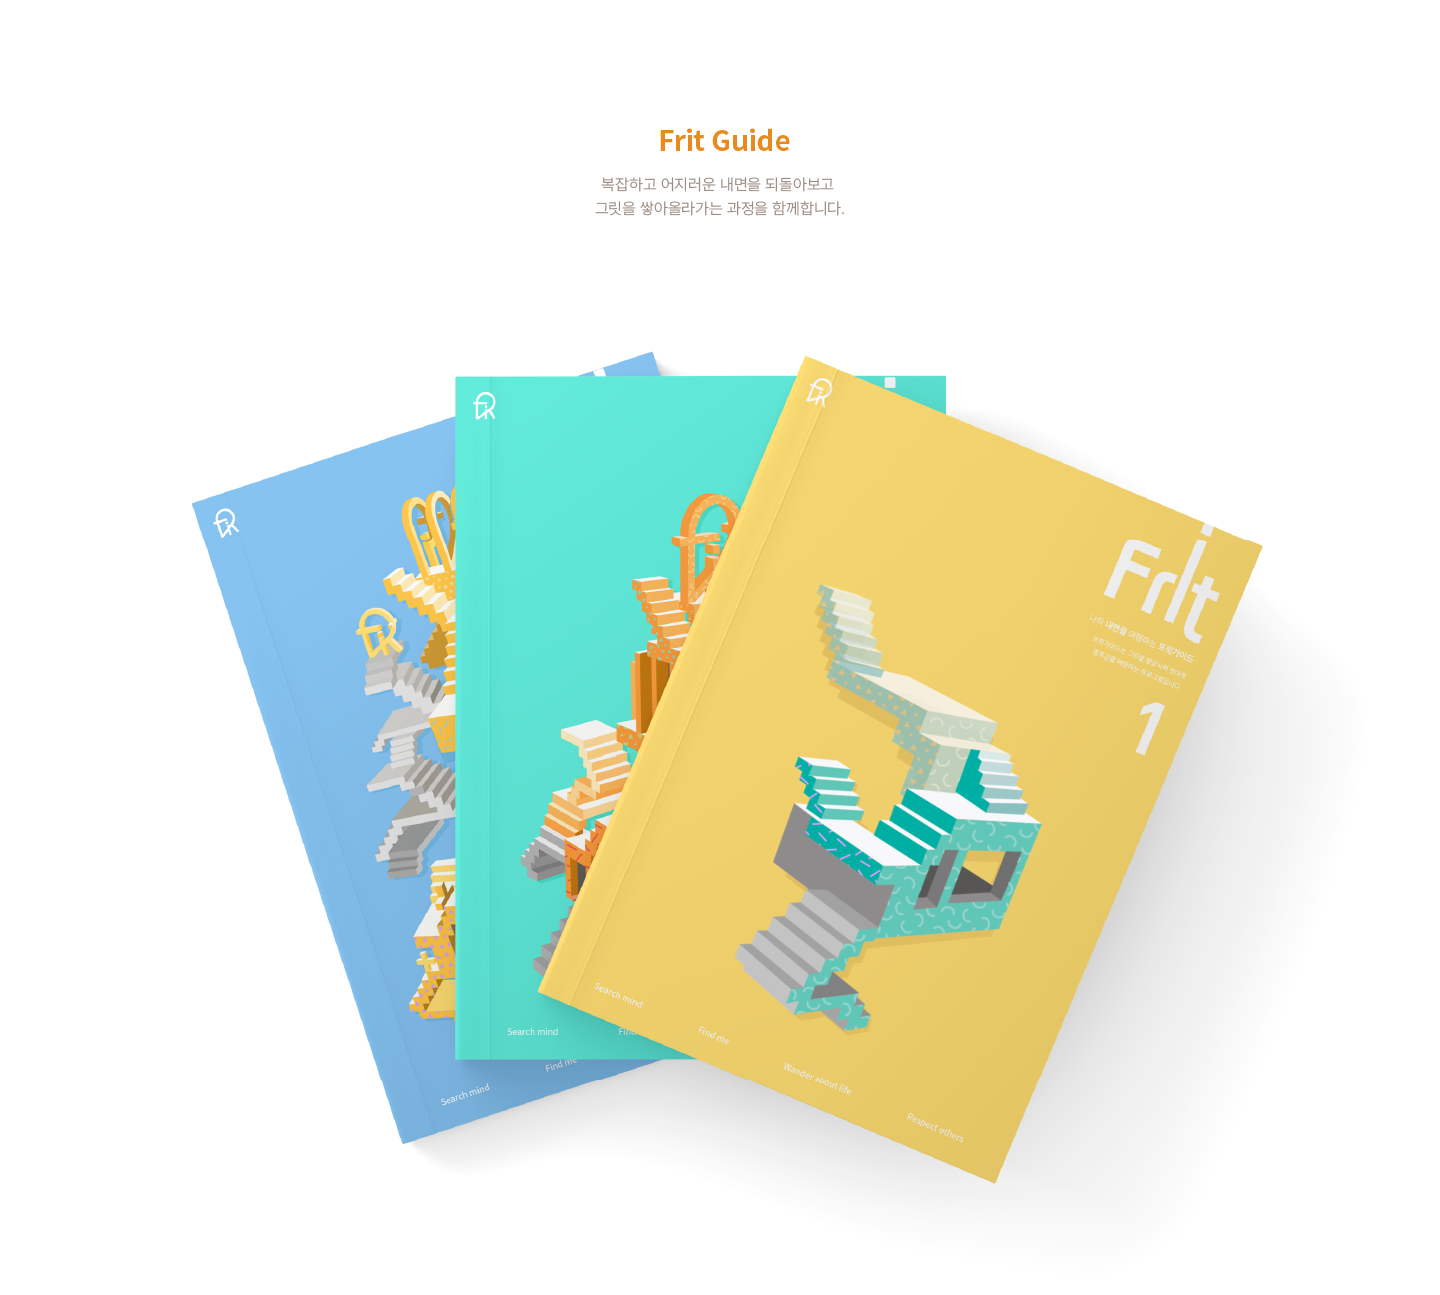 Frit Guide
복잡하고 어지러운 내면을 되돌아보고
그릿을 쌓아올라가는 과정을 함께합니다.
Frit
나의 내면을 여행하는 프릿가이드
1
Search mind
Find me
Wander about life
Respect others
Search mind
Find
Search mind
Find me